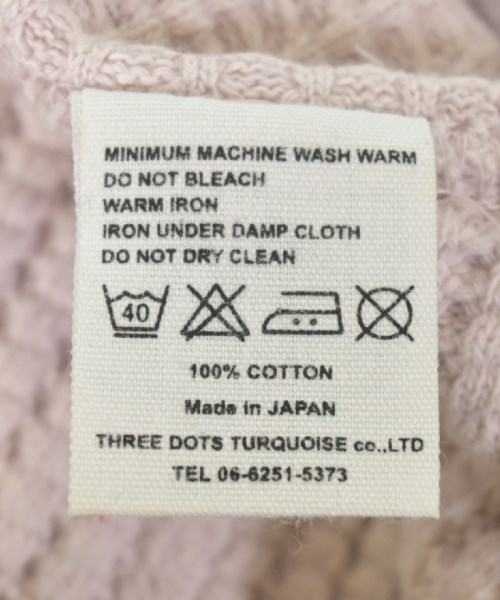 MINIMUM MACHINE WASH WARM
DO NOT BLEACH
WARM IRON
IRON UNDER DAMP CLOTH
DO NOT DRY CLEAN
40
100% COTTON
Made in JAPAN
THREE DOTS TURQUOISE co.,LTD
TEL 06-6251-5373